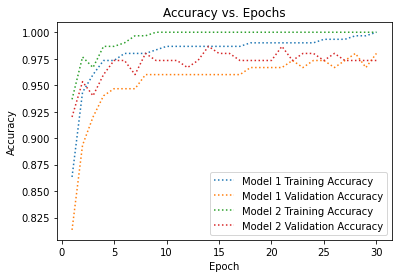 Accuracy vs. Epochs
1.000
0.975
0.950
0.925
0.900
0.875
0.850
0.825
Accuracy
Model 1 Training Accuracy
Model 1 Validation Accuracy
Model 2 Training Accuracy
Model 2 Validation Accuracy
0 5 10 15 20 25 30
Epoch